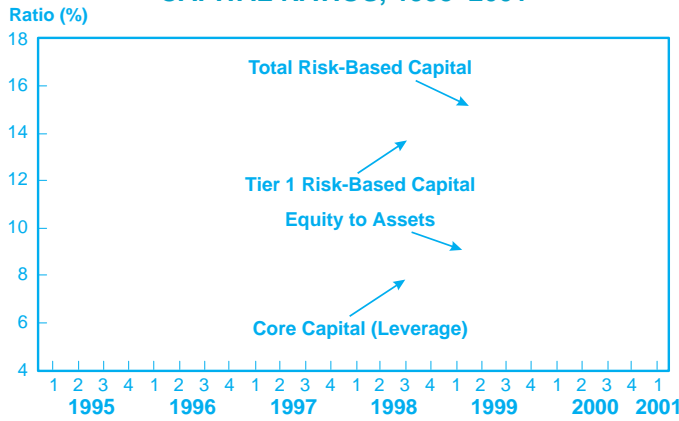 Ratio (%)
18
Total Risk-Based Capital
16
14
12
Tier 1 Risk-Based Capital
Equity to Assets
10
8
Core Capital (Leverage)
6
4
1 2 3 4 1 2 3 4 1 2 3 4 1 2 3 4 1 2 3 4 1 2 3 4 1
1995 1996 1997 1998 1999 2000 2001